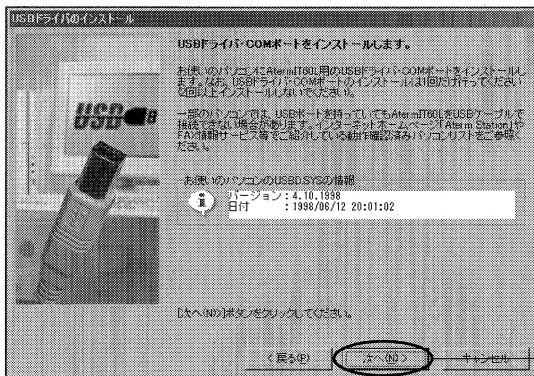 USBドライバのインストール
USBドライバ・COMポートをインストールします。
お使いのパソコンにAtermIT60L用のUSBドライバ・COMポートをインストールし
ます。なお、USBドライバ・COMポートのインストールは1回だけ行ってください
(2回以上インストールしないでください)。
一部のパソコンでは、USBポートを持っていてもAtermIT60LをUSBケーブルで
接続できない場合があります。インターネットホームページ「Aterm Station」や
FAX情報サービス等でご紹介している動作確認済みパソコンリストをご参照く
ださい。
お使いのパソコンのUSBD.SYSの情報
バージョン : 4.10.1998
日付 : 1998/06/12 20:01:02
[次へ(N)>]ボタンをクリックしてください。
< 戻る(P)
次へ(N) >
キャンセル
USB